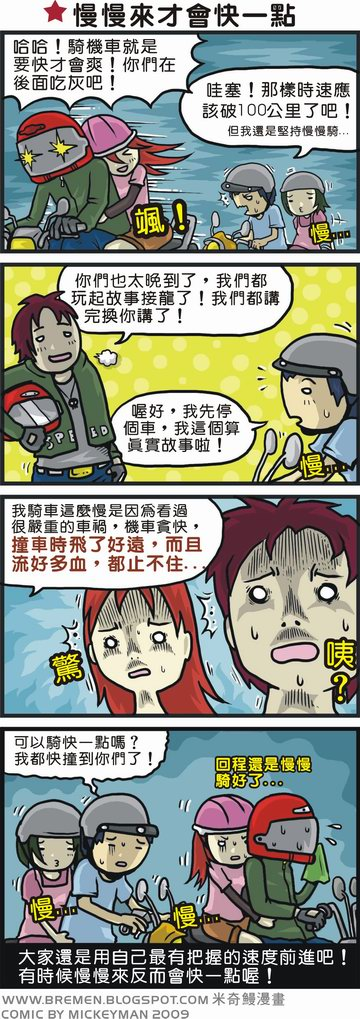 ★慢慢來才會快一點
哈哈！騎機車就是
要快才會爽！你們在
後面吃灰吧！
哇塞！那樣時速應
該破100公里了吧！
但我還是堅持慢慢騎...
颯！
慢...
你們也太晚到了，我們都
玩起故事接龍了！我們都講
完換你講了！
SPEED
喔好，我先停
個車，我這個算
真實故事啦！
慢...
我騎車這麼慢是因為看過
很嚴重的車禍，機車貪快，
撞車時飛了好遠，而且
流好多血，都止不住...
驚
咦
？
可以騎快一點嗎？
我都快撞到你們了！
回程還是慢慢
騎好了...
慢...
慢...
大家還是用自己最有把握的速度前進吧！
有時候慢慢來反而會快一點喔！
WWW.BREMEN.BLOGSPOT.COM 米奇鰻漫畫
COMIC BY MICKEYMAN 2009